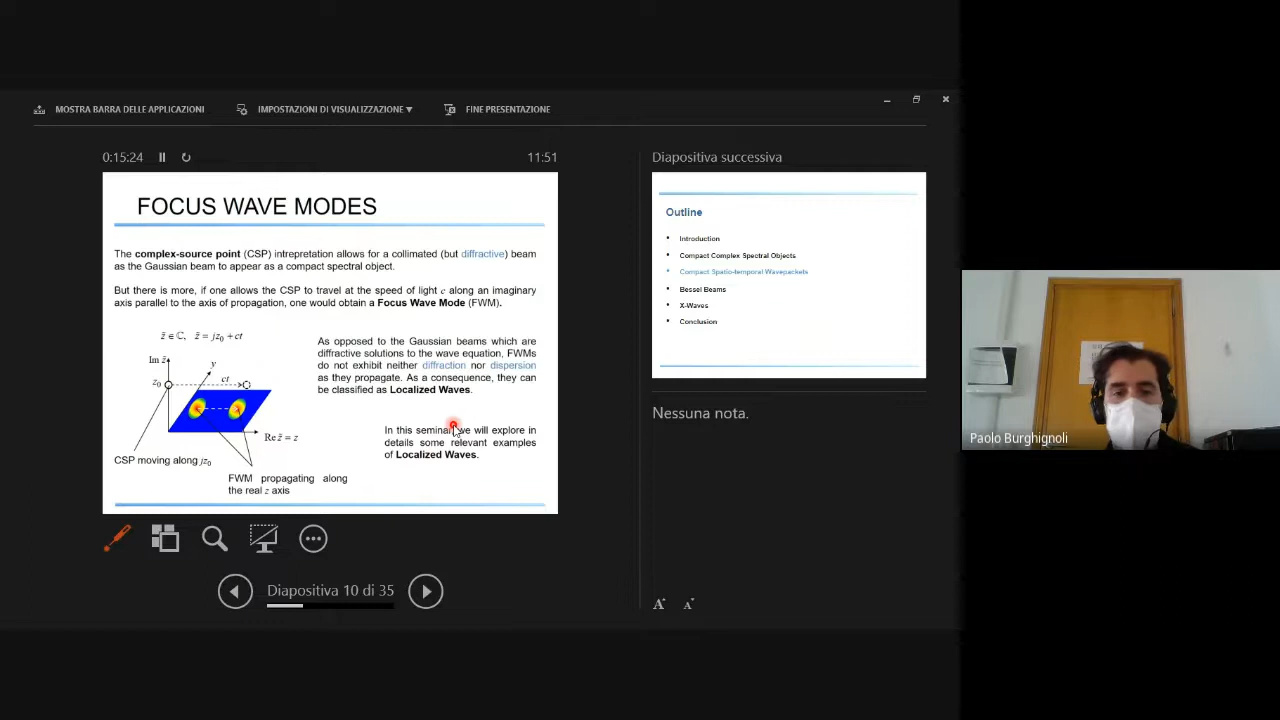 MOSTRA BARRA DELLE APPLICAZIONI
IMPOSTAZIONI DI VISUALIZZAZIONE ▼
FINE PRESENTAZIONE
0:15:24
11:51
Diapositiva successiva
FOCUS WAVE MODES
The complex-source point (CSP) intrepretation allows for a collimated (but diffractive) beam
as the Gaussian beam to appear as a compact spectral object.
But there is more, if one allows the CSP to travel at the speed of light c along an imaginary
axis parallel to the axis of propagation, one would obtain a Focus Wave Mode (FWM).
z̃ ∈ ℂ, z̃ = jz₀ + ct
Im z̃
y
z₀
ct
Re z̃ = z
CSP moving along jz₀
FWM propagating along
the real z axis
As opposed to the Gaussian beams which are
diffractive solutions to the wave equation, FWMs
do not exhibit neither diffraction nor dispersion
as they propagate. As a consequence, they can
be classified as Localized Waves.
In this seminar we will explore in
details some relevant examples
of Localized Waves.
Outline
• Introduction
• Compact Complex Spectral Objects
• Compact Spatio-temporal Wavepackets
• Bessel Beams
• X-Waves
• Conclusion
Nessuna nota.
Diapositiva 10 di 35
A A
Paolo Burghignoli